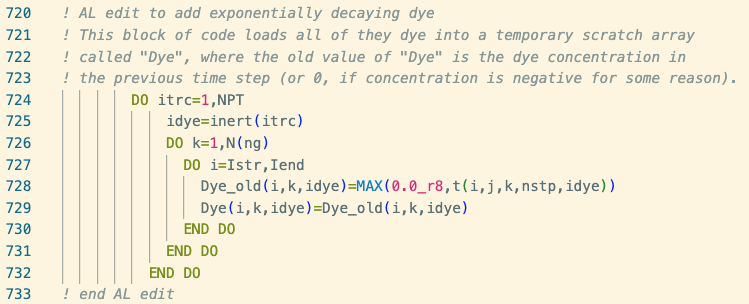 720 ! AL edit to add exponentially decaying dye
721 ! This block of code loads all of they dye into a temporary scratch array
722 ! called "Dye", where the old value of "Dye" is the dye concentration in
723 ! the previous time step (or 0, if concentration is negative for some reason).
724 DO itrc=1,NPT
725 idye=inert(itrc)
726 DO k=1,N(ng)
727 DO i=Istr,Iend
728 Dye_old(i,k,idye)=MAX(0.0_r8,t(i,j,k,nstp,idye))
729 Dye(i,k,idye)=Dye_old(i,k,idye)
730 END DO
731 END DO
732 END DO
733 ! end AL edit